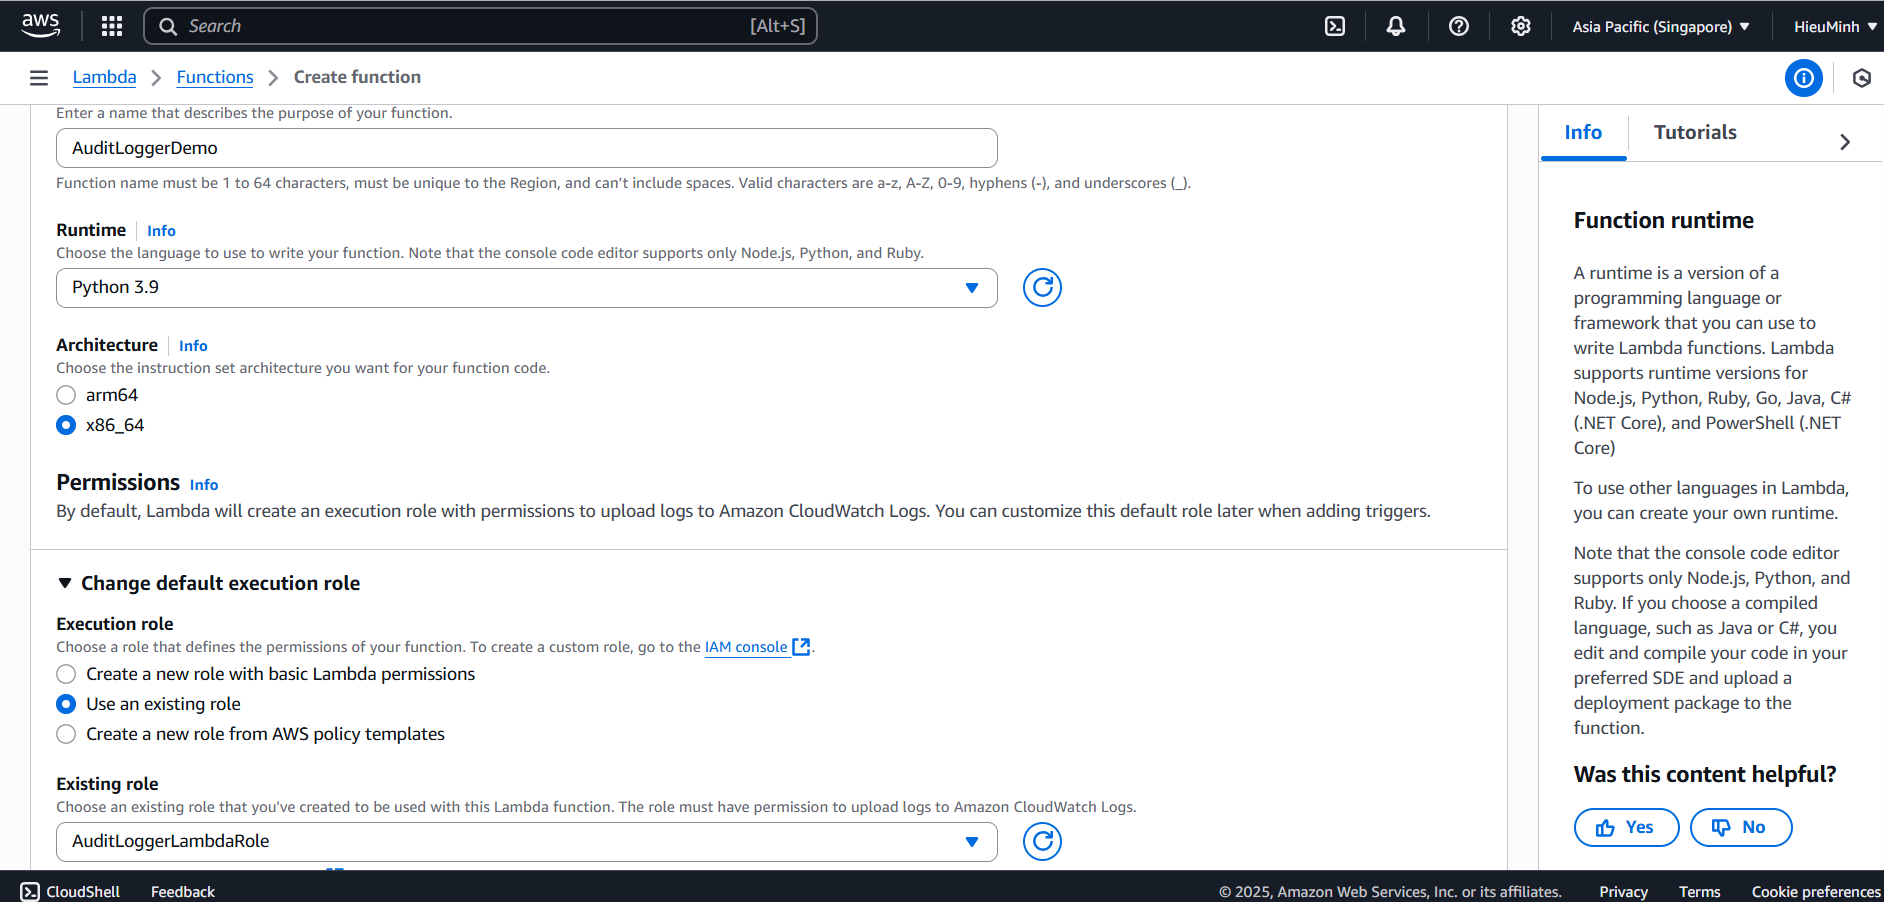 aws
Search
[Alt+S]
Asia Pacific (Singapore)
HieuMinh
Lambda
Functions
Create function
Enter a name that describes the purpose of your function.
AuditLoggerDemo
Function name must be 1 to 64 characters, must be unique to the Region, and can't include spaces. Valid characters are a-z, A-Z, 0-9, hyphens (-), and underscores (_).
Runtime
Info
Choose the language to use to write your function. Note that the console code editor supports only Node.js, Python, and Ruby.
Python 3.9
Architecture
Info
Choose the instruction set architecture you want for your function code.
arm64
x86_64
Permissions
Info
By default, Lambda will create an execution role with permissions to upload logs to Amazon CloudWatch Logs. You can customize this default role later when adding triggers.
Change default execution role
Execution role
Choose a role that defines the permissions of your function. To create a custom role, go to the IAM console.
Create a new role with basic Lambda permissions
Use an existing role
Create a new role from AWS policy templates
Existing role
Choose an existing role that you've created to be used with this Lambda function. The role must have permission to upload logs to Amazon CloudWatch Logs.
AuditLoggerLambdaRole
Info
Tutorials
Function runtime
A runtime is a version of a
programming language or
framework that you can use to
write Lambda functions. Lambda
supports runtime versions for
Node.js, Python, Ruby, Go, Java, C#
(.NET Core), and PowerShell (.NET
Core)
To use other languages in Lambda,
you can create your own runtime.
Note that the console code editor
supports only Node.js, Python, and
Ruby. If you choose a compiled
language, such as Java or C#, you
edit and compile your code in your
preferred SDE and upload a
deployment package to the
function.
Was this content helpful?
Yes
No
CloudShell
Feedback
© 2025, Amazon Web Services, Inc. or its affiliates.
Privacy
Terms
Cookie preferences